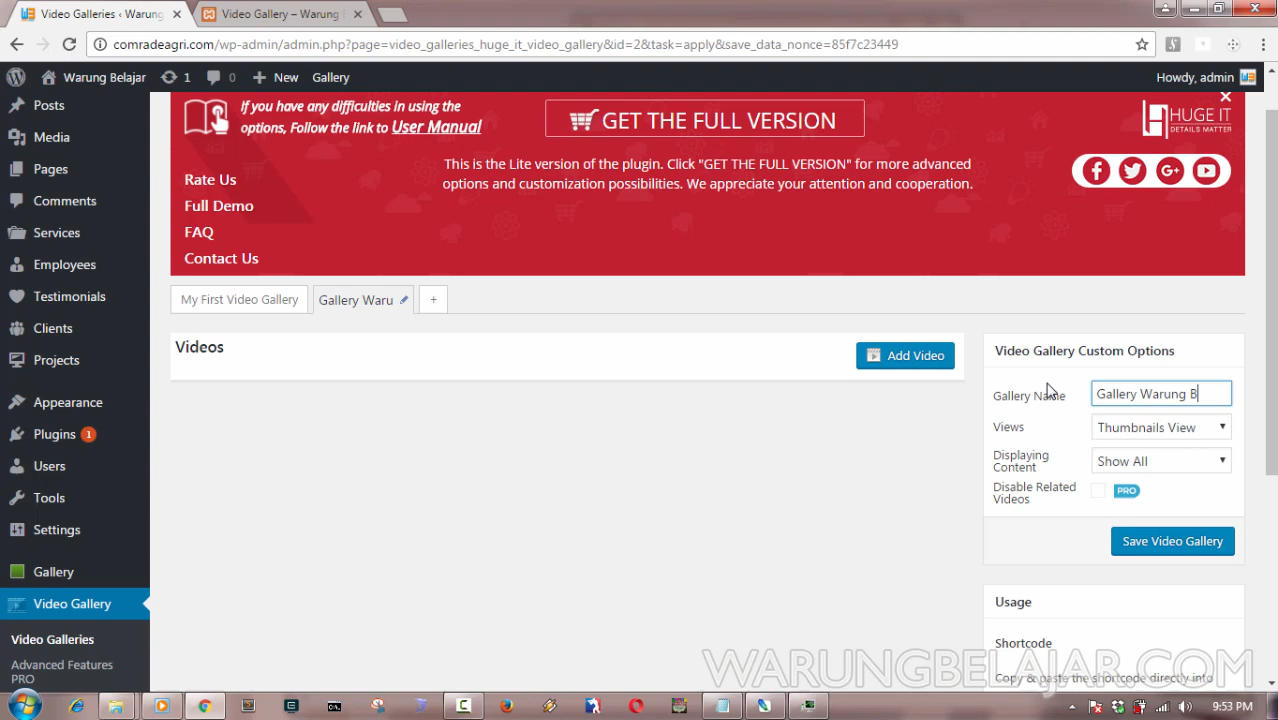 Video Galleries ‹ Warung
Video Gallery – Warung
comradeagri.com/wp-admin/admin.php?page=video_galleries_huge_it_video_gallery&id=2&task=apply&save_data_nonce=85f7c23449
Warung Belajar 1 0 New Gallery Howdy, admin
Posts
Media
Pages
Comments
Services
Employees
Testimonials
Clients
Projects
Appearance
Plugins 1
Users
Tools
Settings
Gallery
Video Gallery
Video Galleries
Advanced Features
PRO
If you have any difficulties in using the
options, Follow the link to User Manual
Rate Us
Full Demo
FAQ
Contact Us
GET THE FULL VERSION
This is the Lite version of the plugin. Click "GET THE FULL VERSION" for more advanced
options and customization possibilities. We appreciate your attention and cooperation.
HUGE IT
DETAILS MATTER
My First Video Gallery
Gallery Waru
+
Videos
Add Video
Video Gallery Custom Options
Gallery Name Gallery Warung B
Views Thumbnails View
Displaying
Content
Show All
Disable Related
Videos
PRO
Save Video Gallery
Usage
Shortcode
Copy & paste the shortcode directly into
WARUNGBELAJAR.COM
9:53 PM